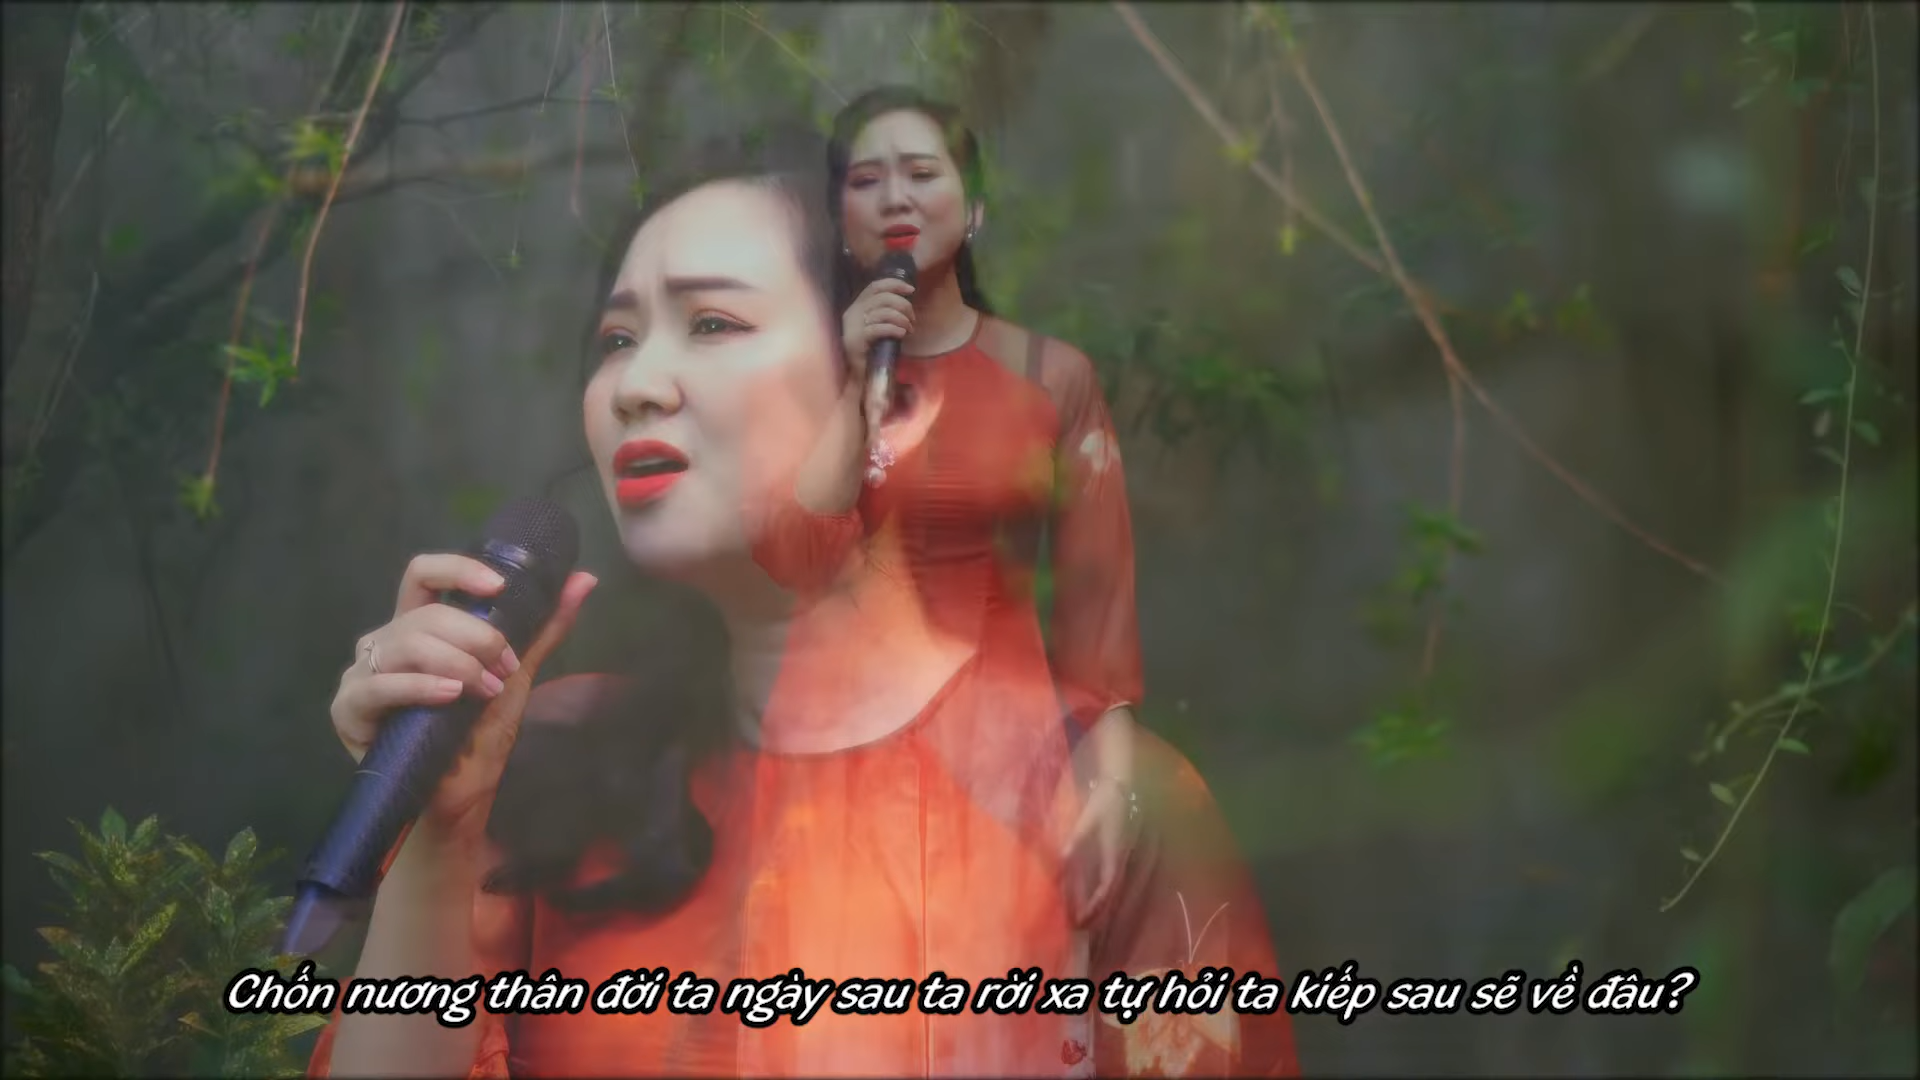 Chốn nương thân đời ta ngày sau ta rời xa tự hỏi ta kiếp sau sẽ về đâu?